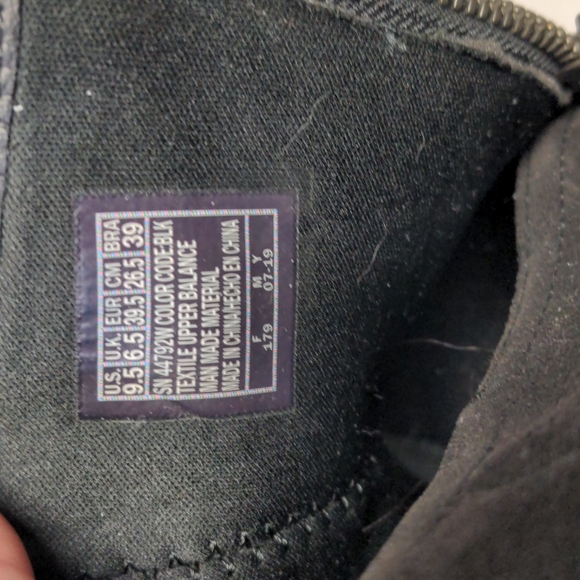 U.S. U.K. EUR CM BRA
9.5 6.5 39.5 26.5 39
SN 44792W COLOR CODE:BLK
TEXTILE UPPER BALANCE
MAN MADE MATERIAL
MADE IN CHINA/HECHO EN CHINA
F M Y
179 07-19